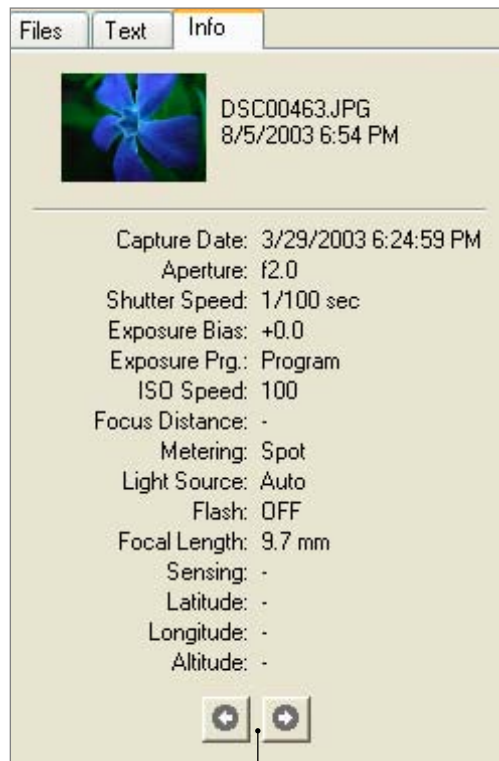 Files Text Info
DSC00463.JPG
8/5/2003 6:54 PM
Capture Date: 3/29/2003 6:24:59 PM
Aperture: f2.0
Shutter Speed: 1/100 sec
Exposure Bias: +0.0
Exposure Prg.: Program
ISO Speed: 100
Focus Distance: -
Metering: Spot
Light Source: Auto
Flash: OFF
Focal Length: 9.7 mm
Sensing: -
Latitude: -
Longitude: -
Altitude: -